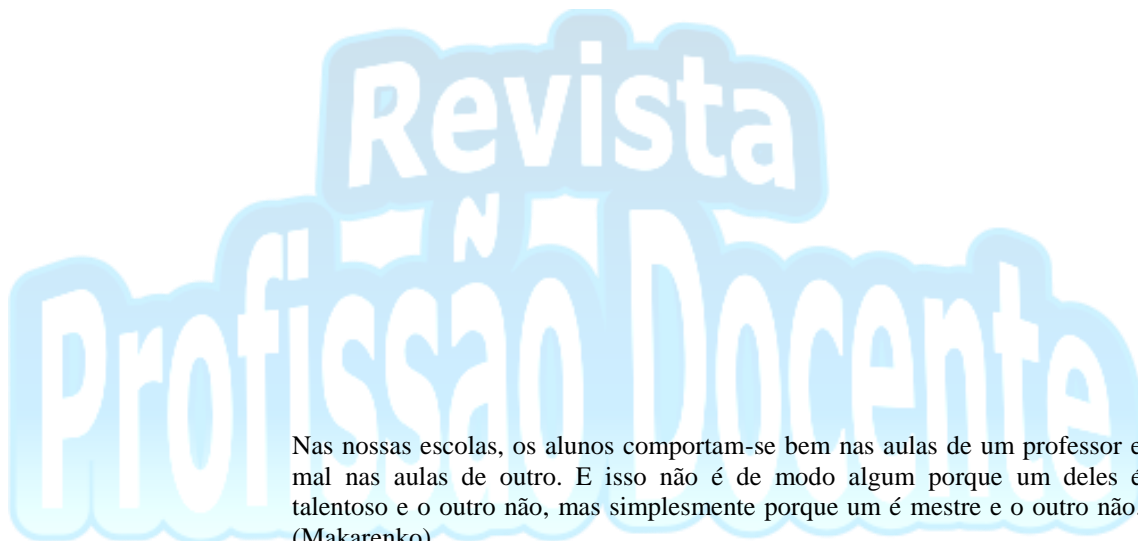 Revista
Profissão Docente
Nas nossas escolas, os alunos comportam-se bem nas aulas de um professor e
mal nas aulas de outro. E isso não é de modo algum porque um deles é
talentoso e o outro não, mas simplesmente porque um é mestre e o outro não.
(Makarenko)